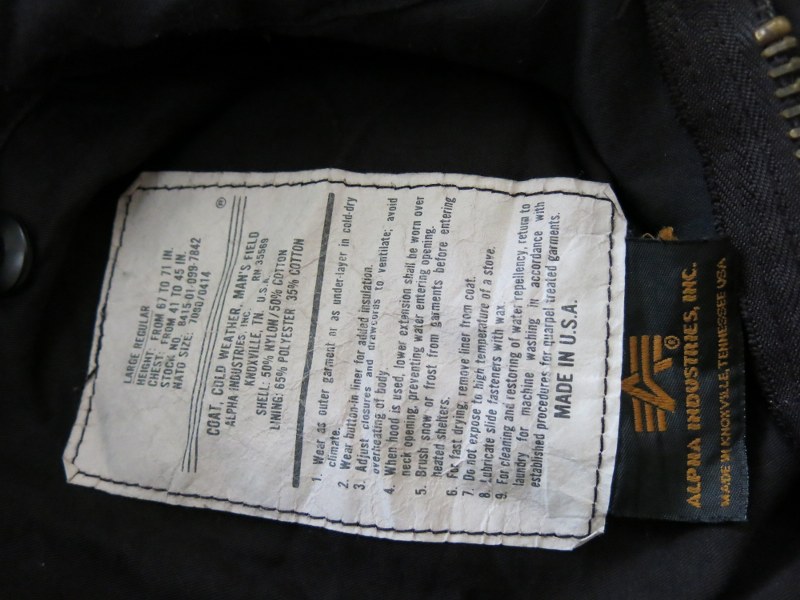 LARGE REGULAR
HEIGHT: FROM 67 TO 71 IN.
CHEST: FROM 41 TO 45 IN.
STOCK NO. 8415-01-099-7842
NATO SIZE: 7080/0414
®
COAT, COLD WEATHER, MAN'S FIELD
ALPHA INDUSTRIES, INC.
KNOXVILLE, TN. U.S. RN 35569
SHELL: 50% NYLON/50% COTTON
LINING: 65% POLYESTER 35% COTTON
1. Wear as outer garment or as under-layer in cold-dry
climate.
2. Wear button-in liner for added insulation.
3. Adjust closures and drawcords to ventilate; avoid
overheating of body.
4. When hood is used, lower extension shall be worn over
neck opening, preventing water entering opening.
5. Brush snow or frost from garments before entering
heated shelters.
6. For fast drying, remove liner from coat.
7. Do not expose to high temperature of a stove.
8. Lubricate slide fasteners with wax.
9. For cleaning and restoring of water repellency, return to
laundry for machine washing in accordance with
established procedures for quarpel treated garments.
MADE IN U.S.A.
®
ALPHA INDUSTRIES, INC.
MADE IN KNOXVILLE, TENNESSEE USA